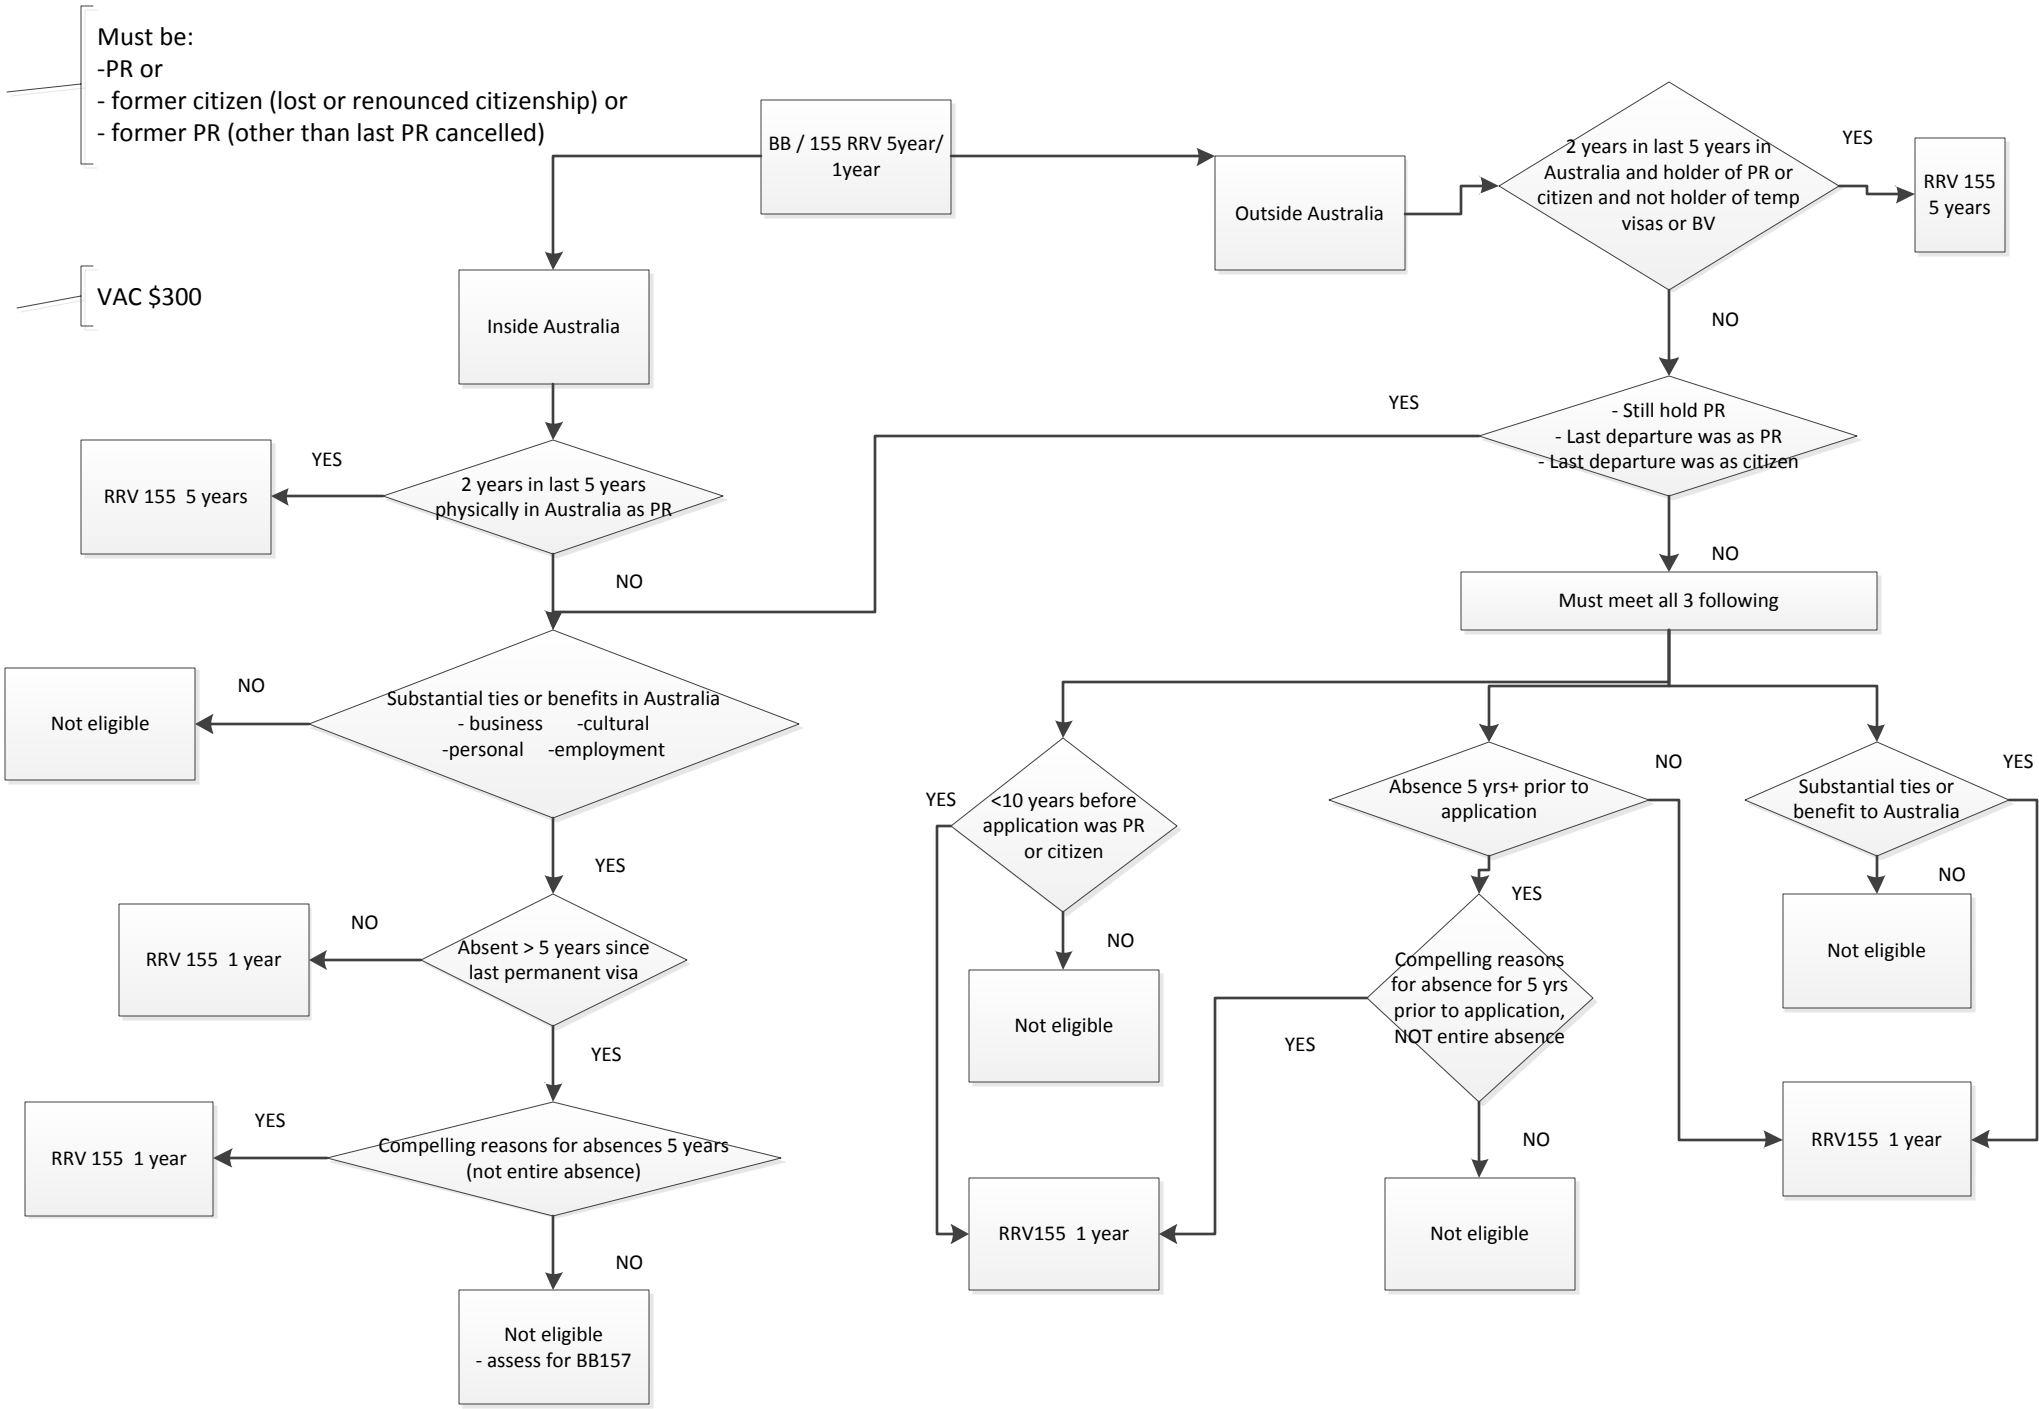 Must be:
-PR or
- former citizen (lost or renounced citizenship) or
- former PR (other than last PR cancelled)
VAC $300
BB / 155 RRV 5year/
1year
Outside Australia
2 years in last 5 years in
Australia and holder of PR or
citizen and not holder of temp
visas or BV
YES
RRV 155
5 years
NO
Inside Australia
YES
- Still hold PR
- Last departure was as PR
- Last departure was as citizen
NO
YES
RRV 155  5 years
2 years in last 5 years
physically in Australia as PR
NO
Must meet all 3 following
NO
Not eligible
Substantial ties or benefits in Australia
- business      -cultural
-personal    -employment
YES
YES
<10 years before
application was PR
or citizen
NO
Not eligible
Absence 5 yrs+ prior to
application
NO
YES
Substantial ties or
benefit to Australia
YES
NO
Not eligible
NO
RRV 155  1 year
Absent > 5 years since
last permanent visa
YES
Compelling reasons
for absence for 5 yrs
prior to application,
NOT entire absence
YES
NO
YES
RRV 155  1 year
Compelling reasons for absences 5 years
(not entire absence)
NO
RRV155  1 year
Not eligible
RRV155  1 year
Not eligible
- assess for BB157